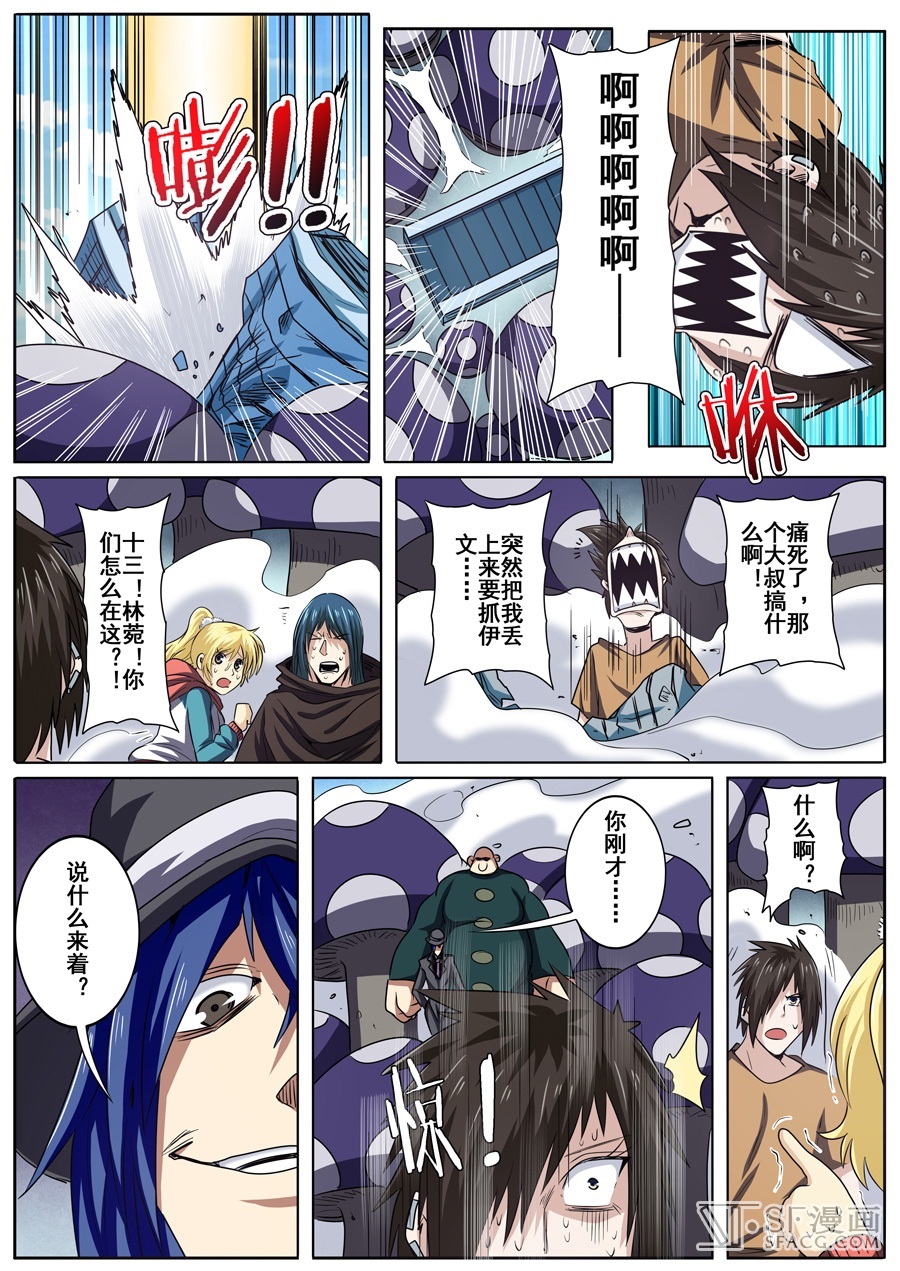 啊啊啊啊啊啊——
咻
嘭!!
痛死了，那
个大叔搞什
么啊！
突然把我丢
上来要抓伊
文……
十三！林菀！你
们怎么在这？！
什么啊？
你刚才……
惊！
说什么来着？
SF漫画
SFACG.COM